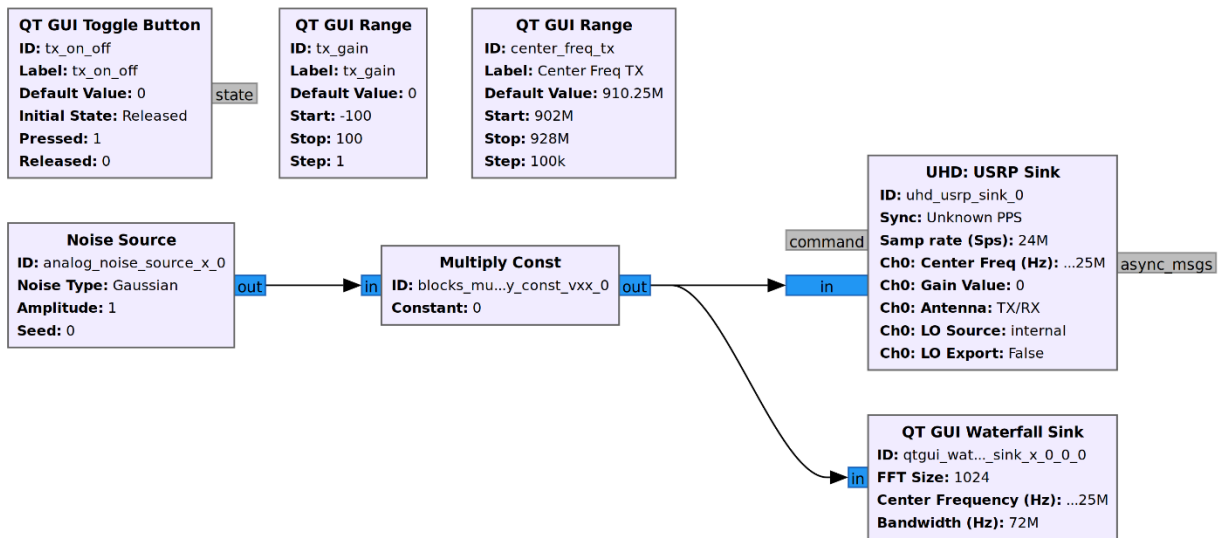 QT GUI Toggle Button
ID: tx_on_off
Label: tx_on_off
Default Value: 0
Initial State: Released
Pressed: 1
Released: 0
state
QT GUI Range
ID: tx_gain
Label: tx_gain
Default Value: 0
Start: -100
Stop: 100
Step: 1
QT GUI Range
ID: center_freq_tx
Label: Center Freq TX
Default Value: 910.25M
Start: 902M
Stop: 928M
Step: 100k
Noise Source
ID: analog_noise_source_x_0
Noise Type: Gaussian
Amplitude: 1
Seed: 0
out
in
Multiply Const
ID: blocks_mu...y_const_vxx_0
Constant: 0
out
command
in
UHD: USRP Sink
ID: uhd_usrp_sink_0
Sync: Unknown PPS
Samp rate (Sps): 24M
Ch0: Center Freq (Hz): ...25M
Ch0: Gain Value: 0
Ch0: Antenna: TX/RX
Ch0: LO Source: internal
Ch0: LO Export: False
async_msgs
in
QT GUI Waterfall Sink
ID: qtgui_wat..._sink_x_0_0_0
FFT Size: 1024
Center Frequency (Hz): ...25M
Bandwidth (Hz): 72M